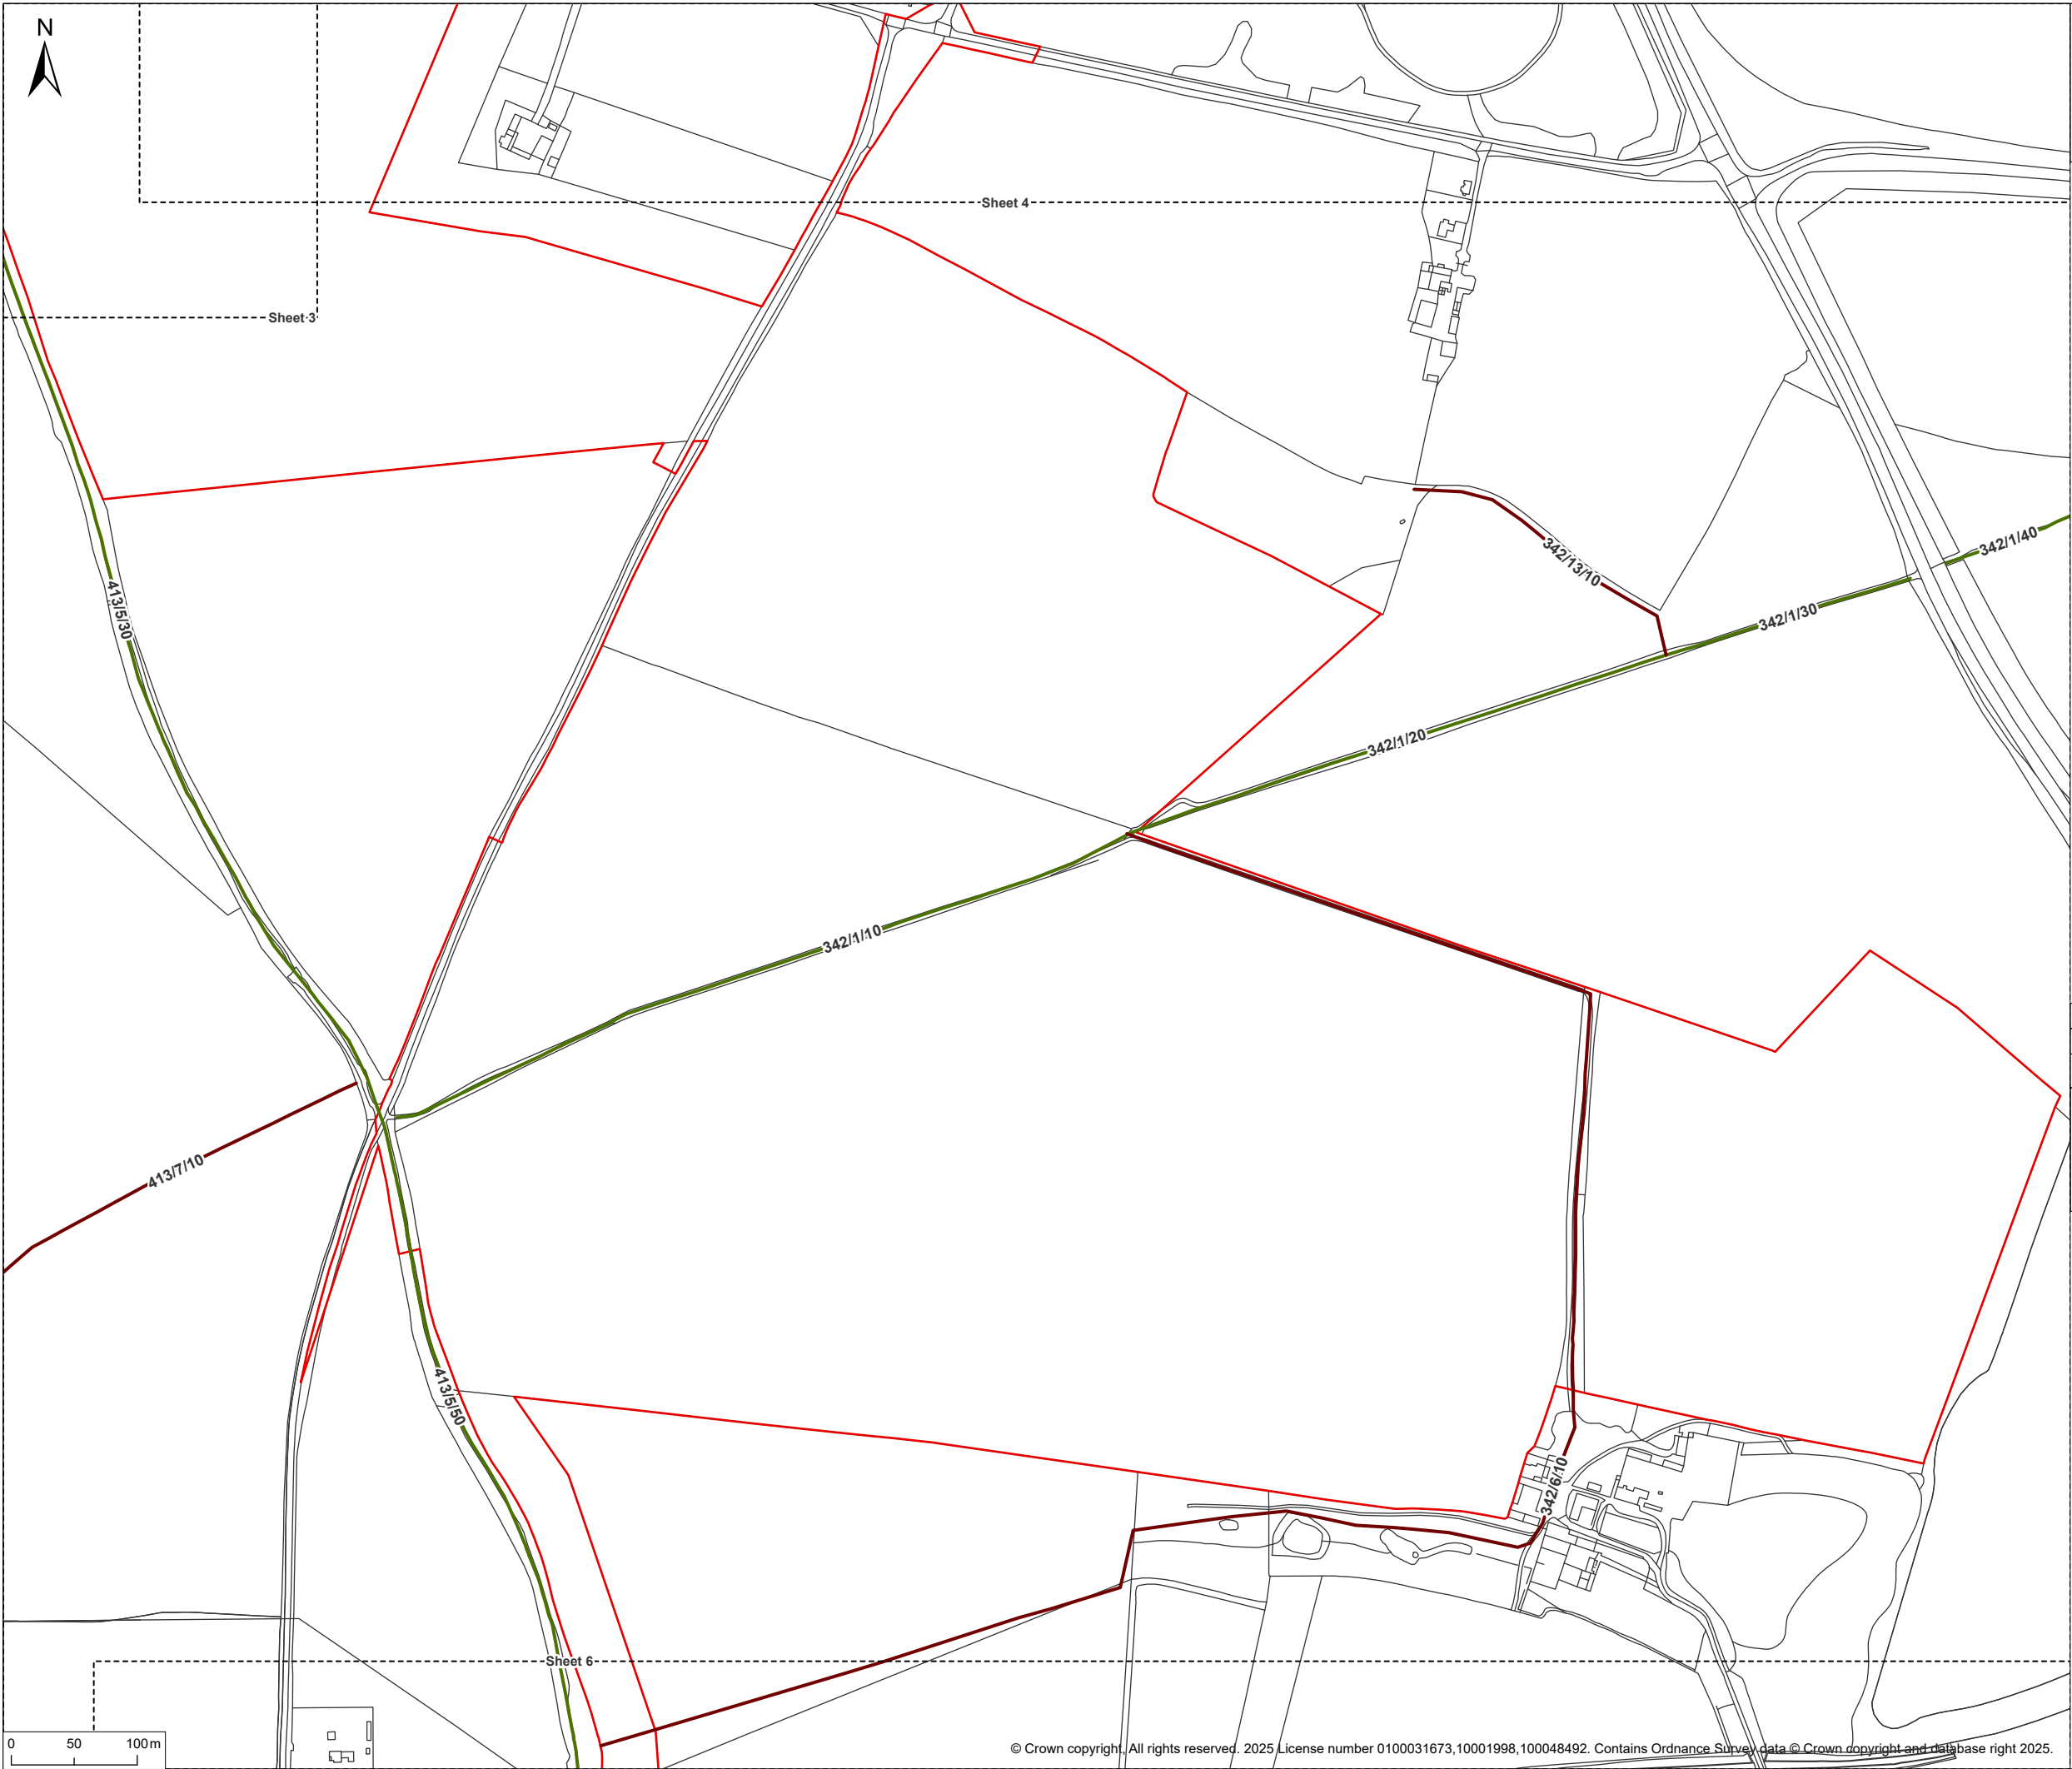 N
Sheet 4
Sheet 3
342/13/10
342/1/40
413/5/30
342/1/30
342/1/20
342/1/10
413/7/10
413/5/50
342/6/10
Sheet 6
0 50 100m
© Crown copyright, All rights reserved. 2025 License number 0100031673,10001998,100048492. Contains Ordnance Survey data © Crown copyright and database right 2025.